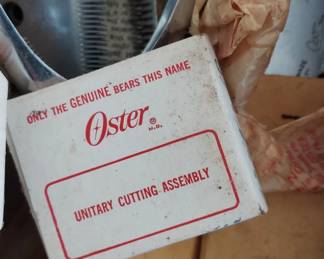 ONLY THE GENUINE BEARS THIS NAME
Oster®
UNITARY CUTTING ASSEMBLY